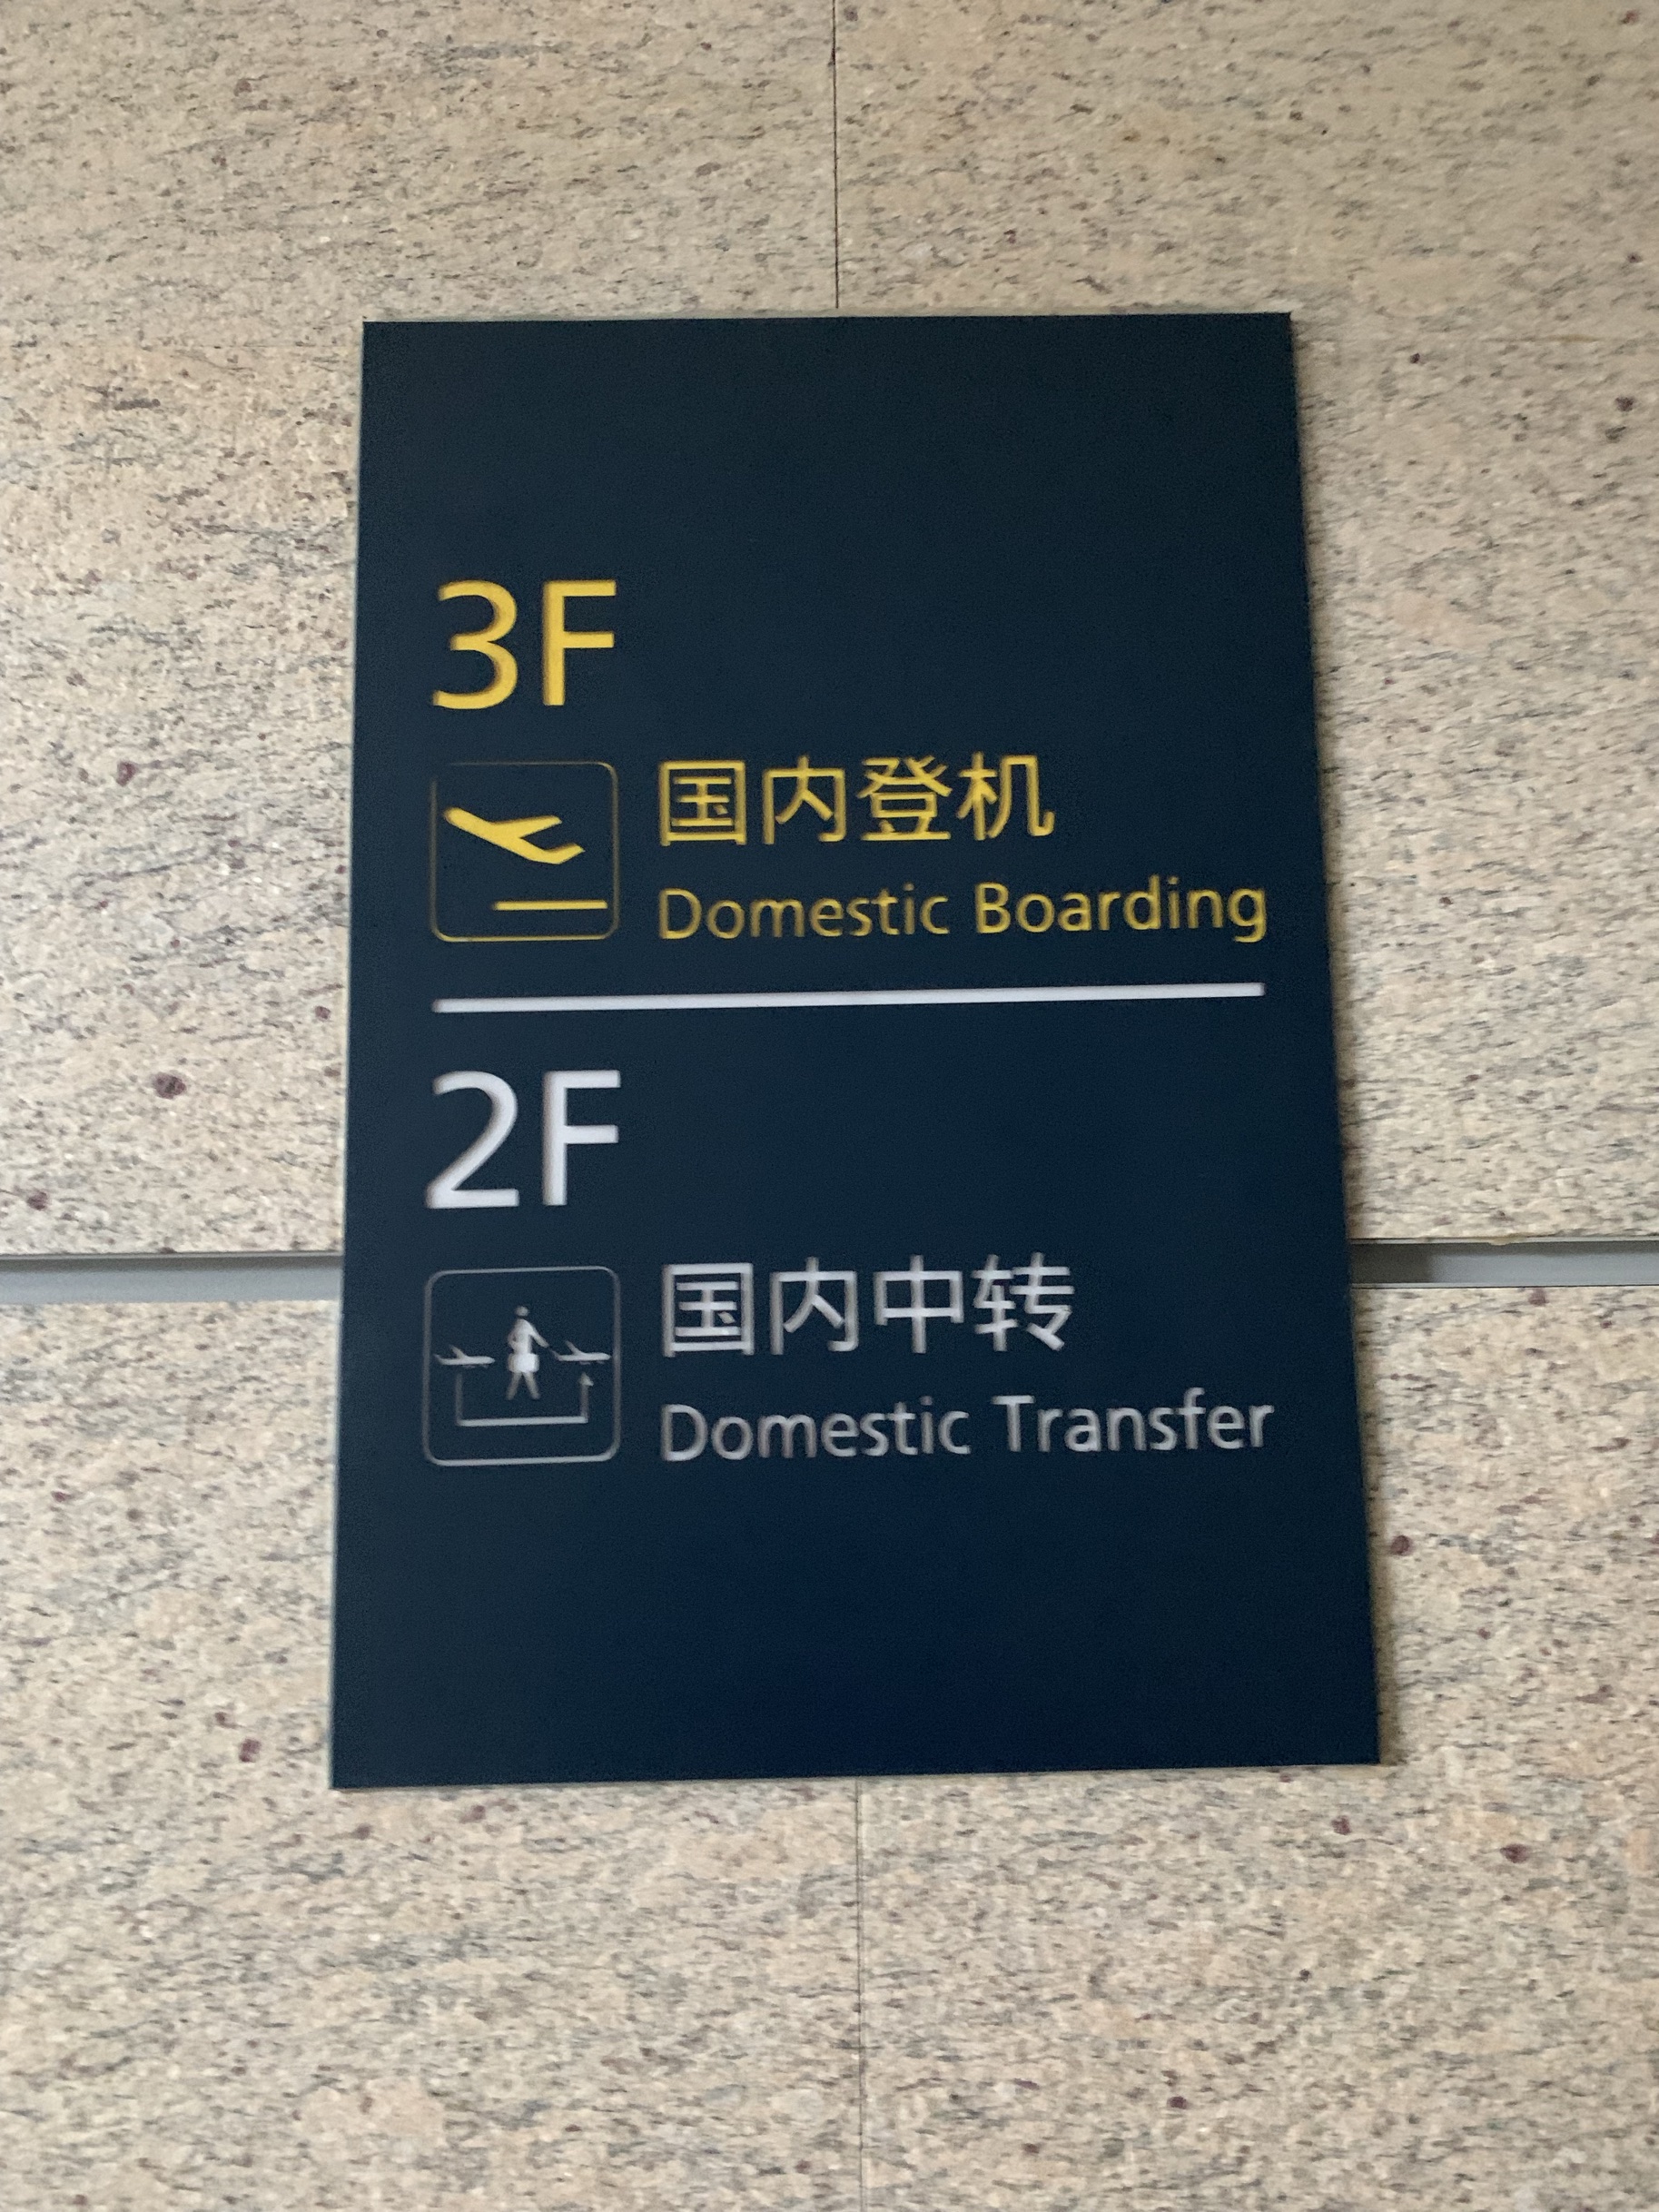 3F
国内登机
Domestic Boarding
2F
国内中转
Domestic Transfer